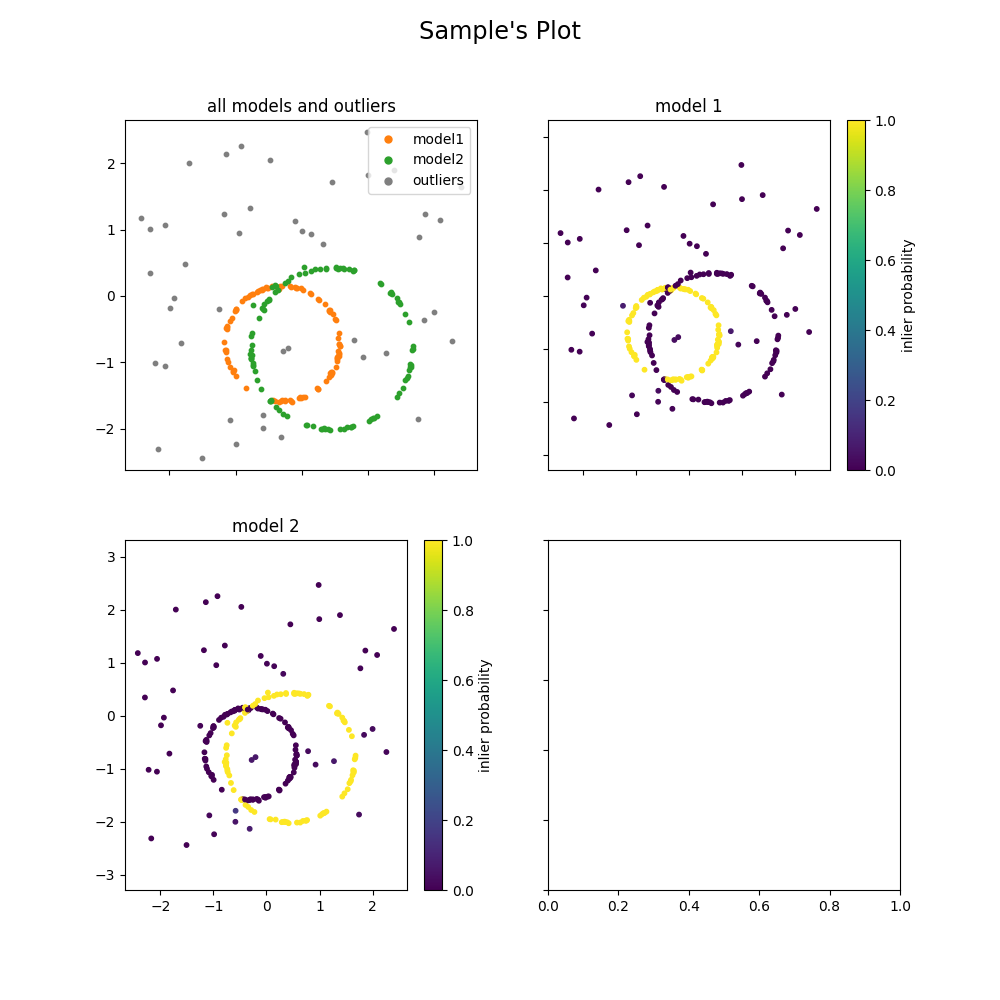 Sample's Plot
all models and outliers
model1
model2
outliers
2
1
0
−1
−2
model 1
1.0
0.8
0.6
0.4
0.2
0.0
inlier probability
model 2
3
2
1
0
−1
−2
−3
−2 −1 0 1 2
1.0
0.8
0.6
0.4
0.2
0.0
inlier probability
0.0 0.2 0.4 0.6 0.8 1.0